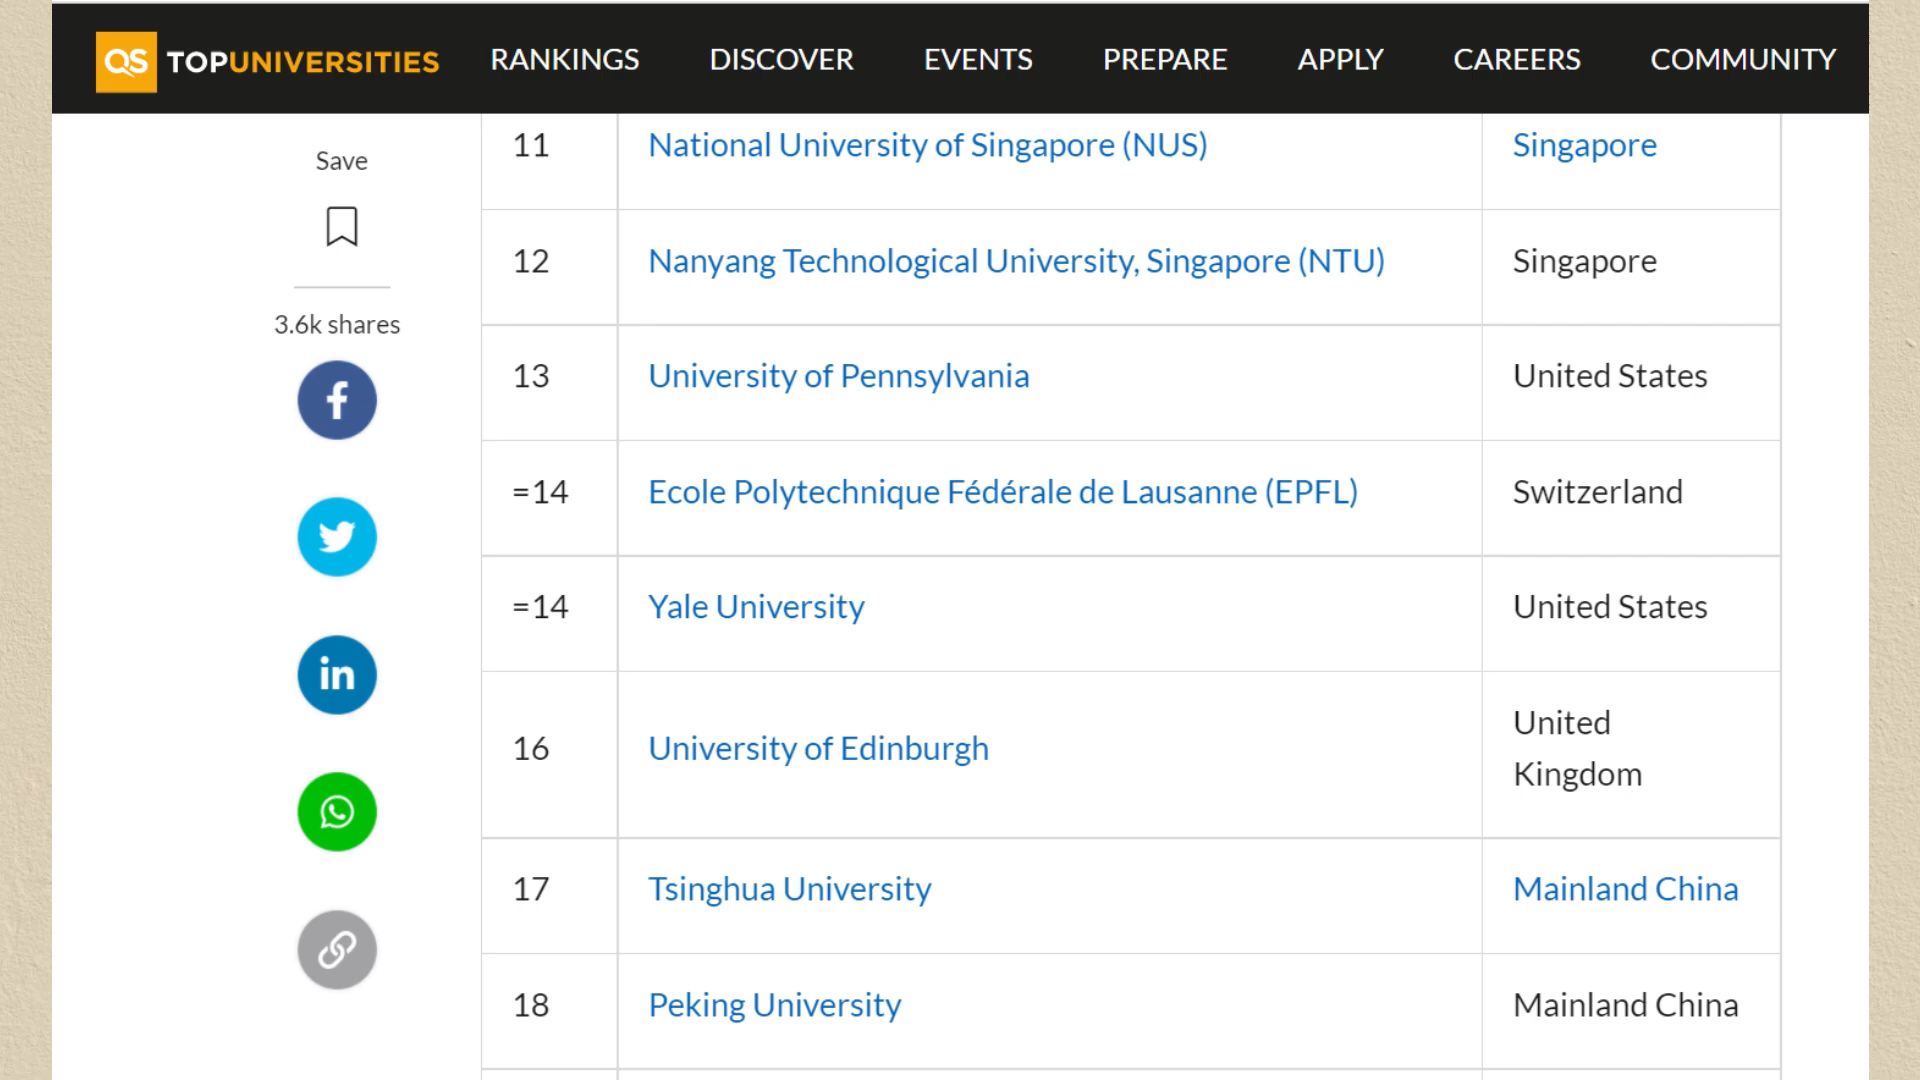 QS TOPUNIVERSITIES RANKINGS DISCOVER EVENTS PREPARE APPLY CAREERS COMMUNITY
Save
3.6k shares
11 National University of Singapore (NUS) Singapore
12 Nanyang Technological University, Singapore (NTU) Singapore
13 University of Pennsylvania United States
=14 Ecole Polytechnique Fédérale de Lausanne (EPFL) Switzerland
=14 Yale University United States
16 University of Edinburgh United
Kingdom
17 Tsinghua University Mainland China
18 Peking University Mainland China